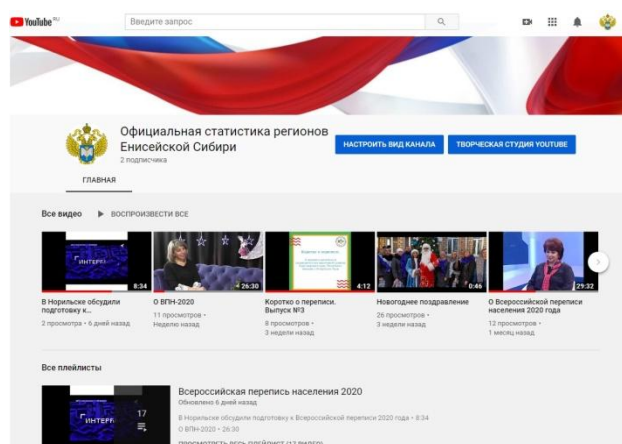 YouTube RU
Введите запрос
Официальная статистика регионов
Енисейской Сибири
2 подписчика
НАСТРОИТЬ ВИД КАНАЛА
ТВОРЧЕСКАЯ СТУДИЯ YOUTUBE
ГЛАВНАЯ
Все видео
ВОСПРОИЗВЕСТИ ВСЕ
8:34
26:30
Коротко о переписи.
4:12
0:46
29:32
В Норильске обсудили
подготовку к...
2 просмотра • 6 дней назад
О ВПН-2020
11 просмотров •
Неделю назад
Коротко о переписи.
Выпуск №3
8 просмотров •
3 недели назад
Новогоднее поздравление
26 просмотров •
3 недели назад
О Всероссийской переписи
населения 2020 года
12 просмотров •
1 месяц назад
Все плейлисты
17
Всероссийская перепись населения 2020
Обновлено 6 дней назад
В Норильске обсудили подготовку к Всероссийской переписи 2020 года • 8:34
О ВПН-2020 • 26:30